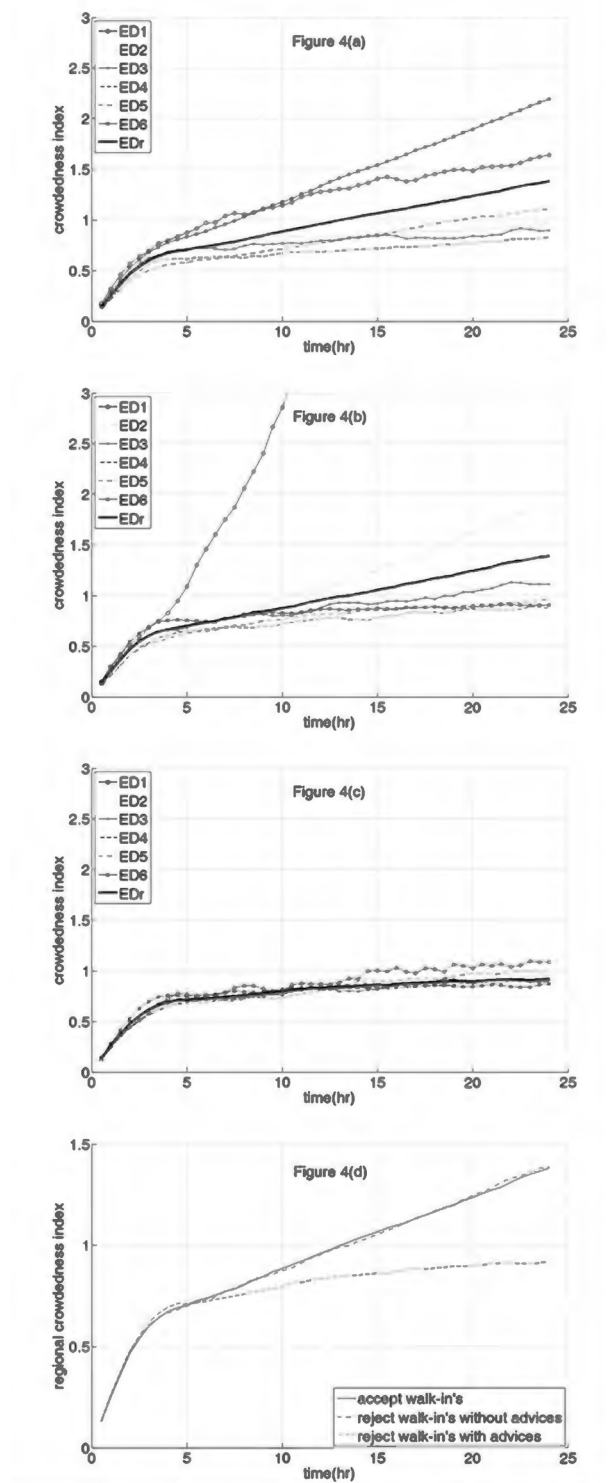 Figure 4(a)
3
2.5
2
1.5
1
0.5
0
crowdedness index
ED1
ED2
ED3
ED4
ED5
ED6
EDr
0
5
10
15
20
25
time(hr)
Figure 4(b)
3
2.5
2
1.5
1
0.5
0
crowdedness index
ED1
ED2
ED3
ED4
ED5
ED6
EDr
0
5
10
15
20
25
time(hr)
Figure 4(c)
3
2.5
2
1.5
1
0.5
0
crowdedness index
ED1
ED2
ED3
ED4
ED5
ED6
EDr
0
5
10
15
20
25
time(hr)
Figure 4(d)
1.5
1
0.5
0
regional crowdedness index
accept walk-in's
reject walk-in's without advices
reject walk-in's with advices
0
5
10
15
20
25
time(hr)